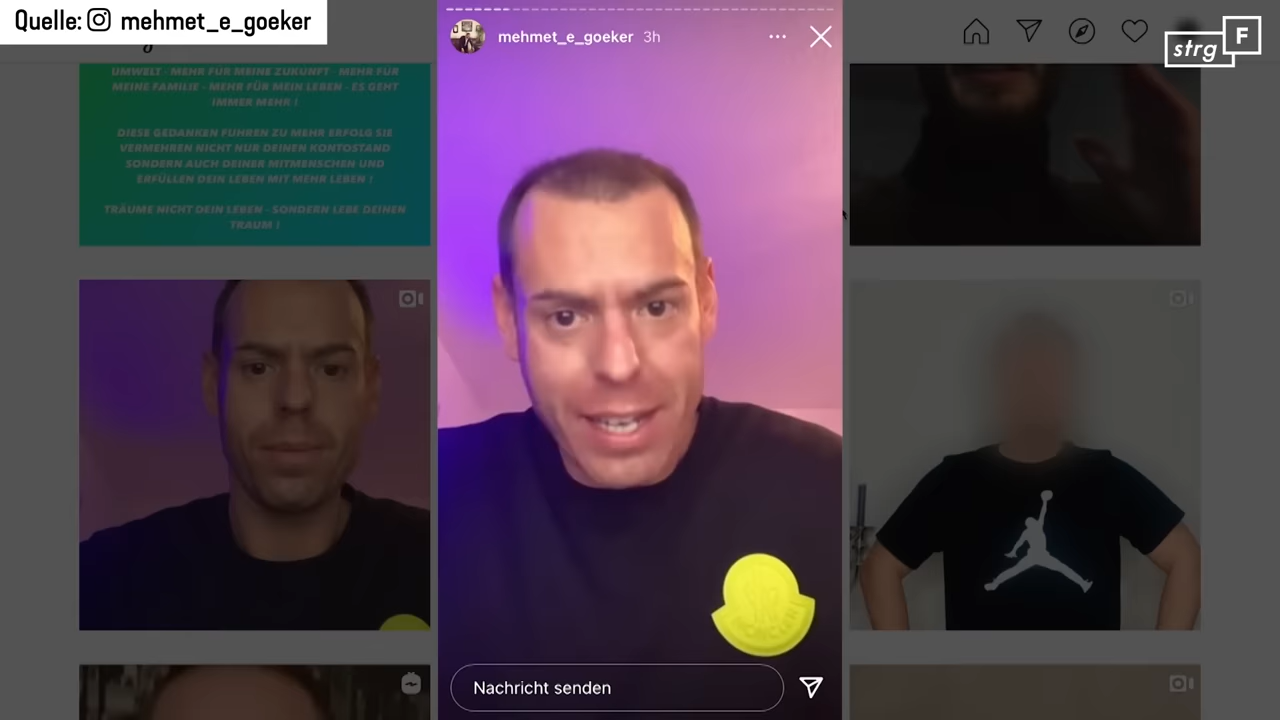 Quelle: mehmet_e_goeker
mehmet_e_goeker 3h
strg F
UMWELT - MEHR FÜR MEINE ZUKUNFT - MEHR FÜR
MEINE FAMILIE - MEHR FÜR MEIN LEBEN - ES GEHT
IMMER MEHR !
DIESE GEDANKEN FÜHREN ZU MEHR ERFOLG SIE
VERMEHREN NICHT NUR DEINEN KONTOSTAND
SONDERN AUCH DEINER MITMENSCHEN UND
ERFÜLLEN DEIN LEBEN MIT MEHR LEBEN !
TRÄUME NICHT DEIN LEBEN - SONDERN LEBE DEINEN
TRAUM !
MONCLER
Nachricht senden